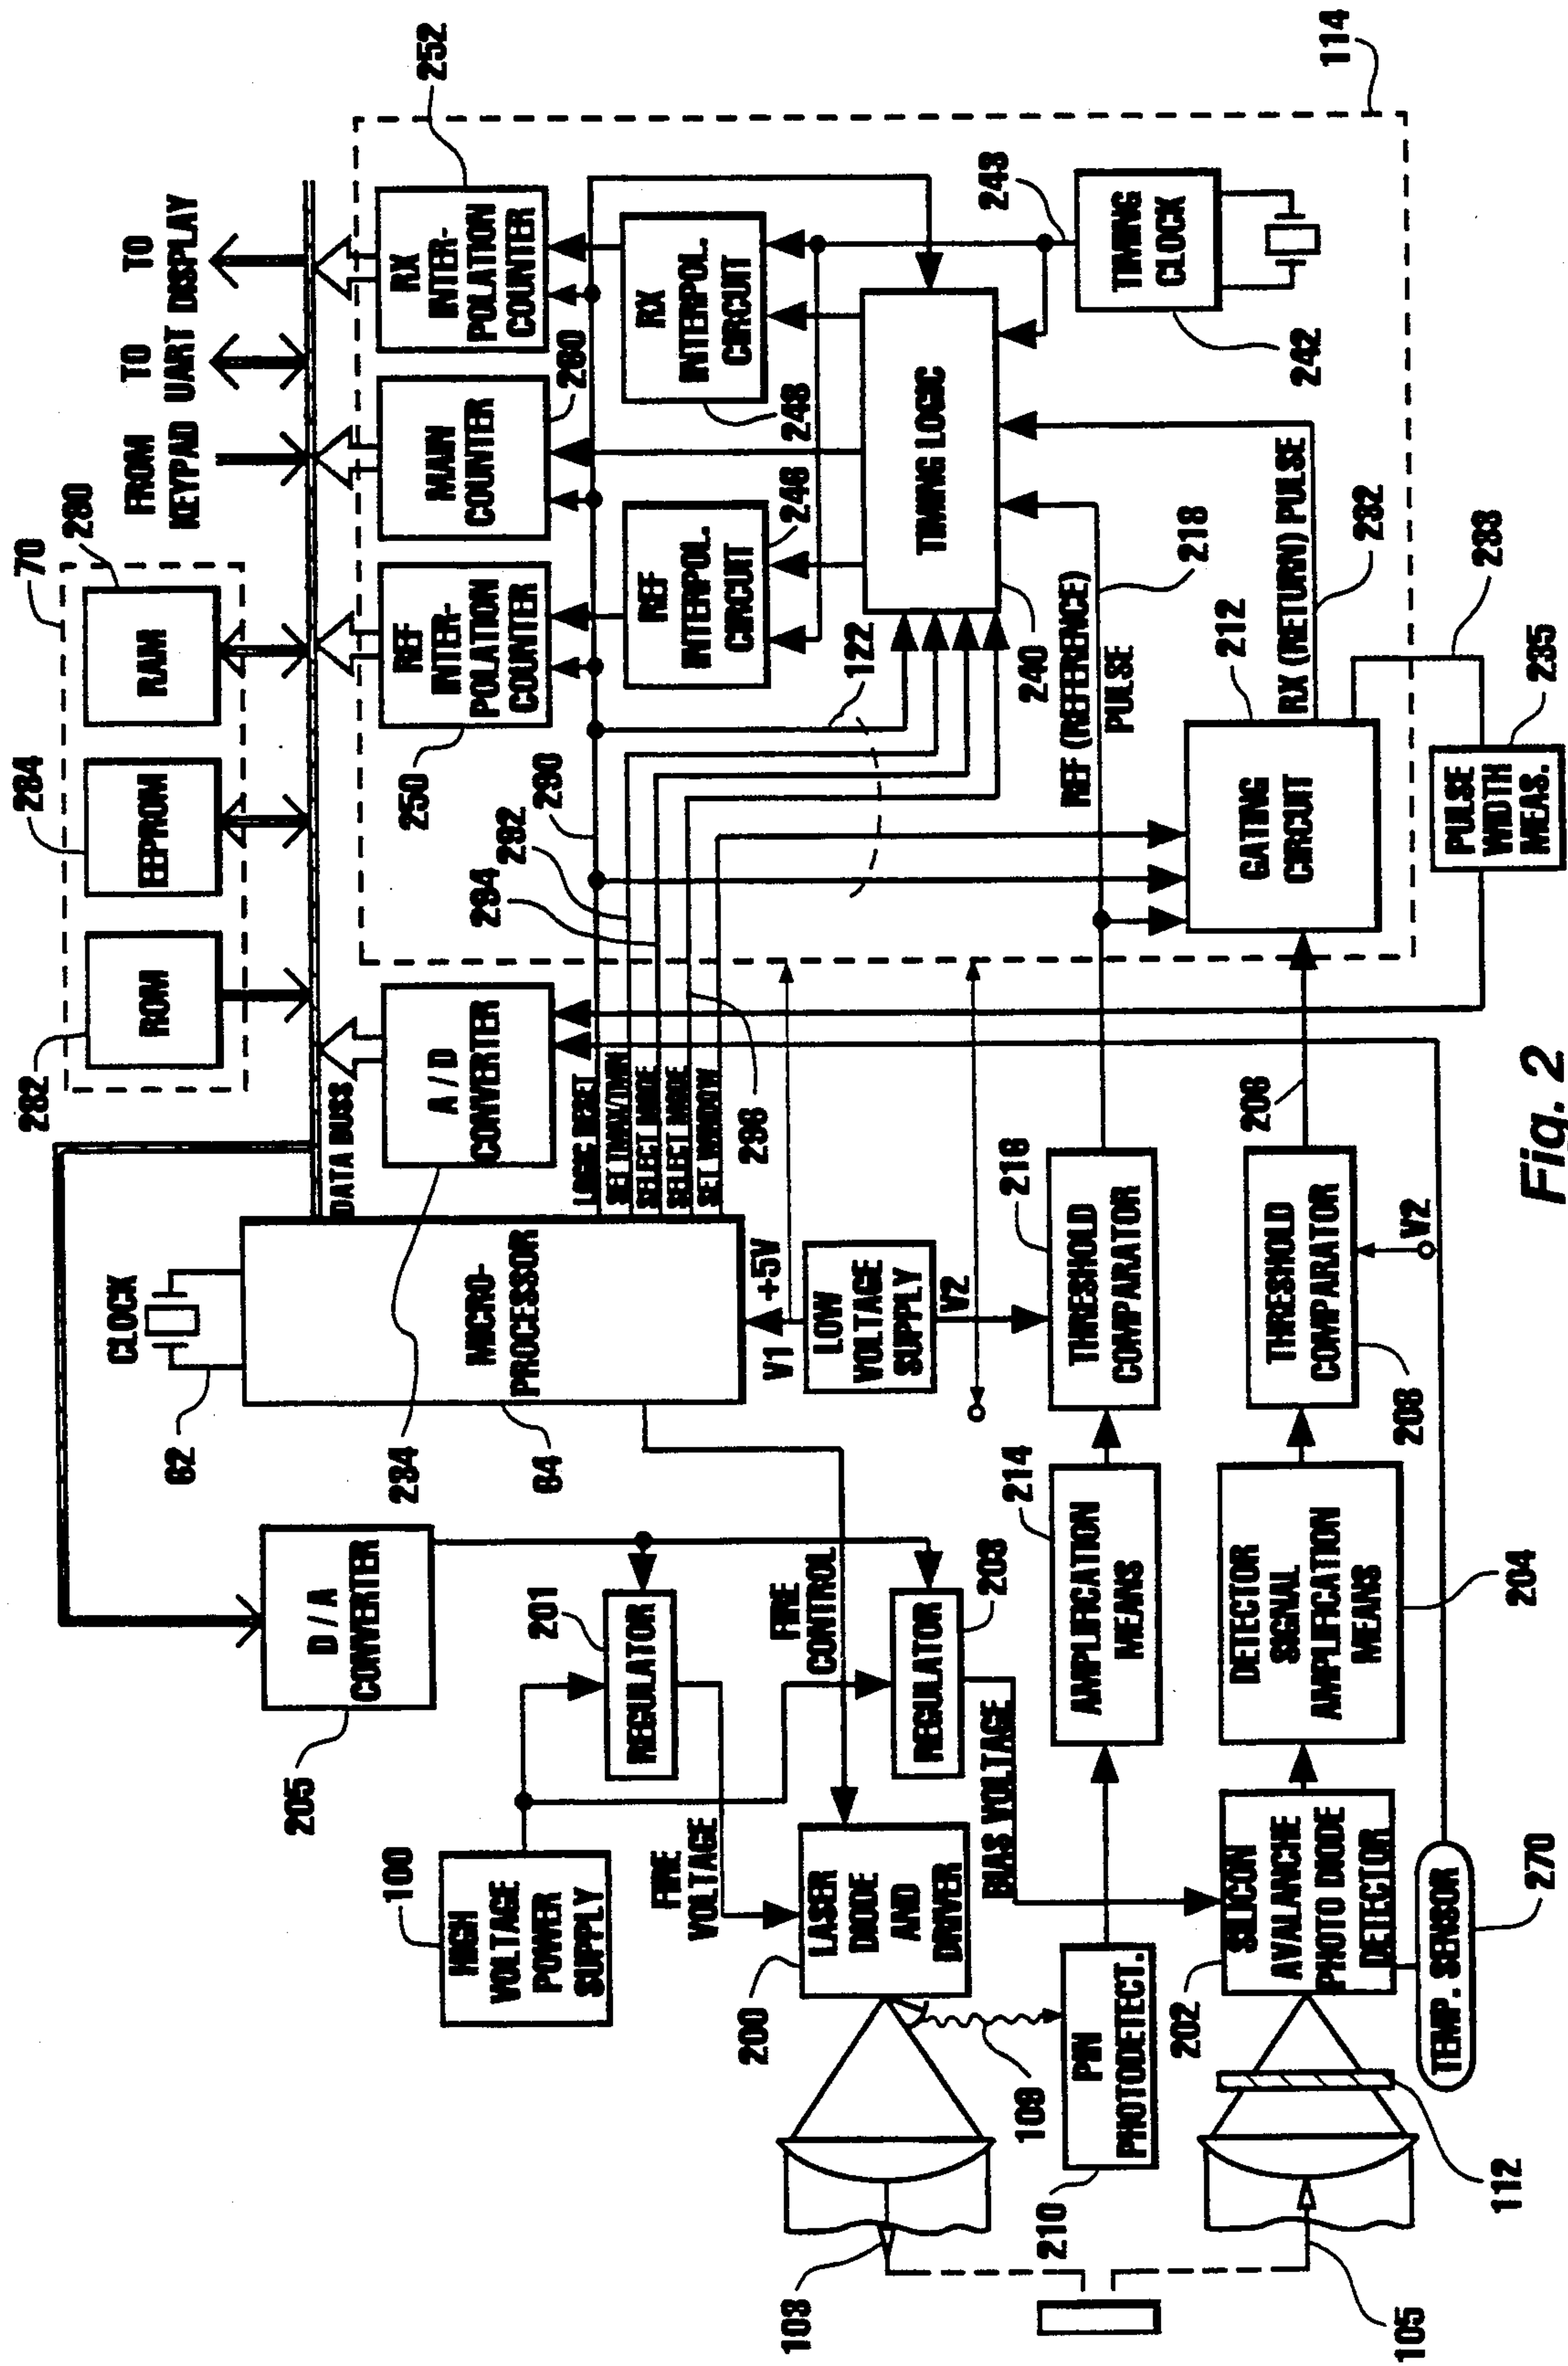 70
282
284
280
ROM
EEPROM
RAM
FROM
KEYPAD
TO
UART
TO
DISPLAY
252
CLOCK
62
DATA BUSS
205
D / A
CONVERTER
234
64
MICRO-
PROCESSOR
A / D
CONVERTER
250
REF
INTER-
POLATION
COUNTER
MAIN
COUNTER
260
RX
INTER-
POLATION
COUNTER
LOGIC RESET
SET TMAX/TMIN
SELECT MODE
SELECT MODE
SET WINDOW
294
292
290
296
REF
INTERPOL.
CIRCUIT
246
RX
INTERPOL.
CIRCUIT
248
243
122
TIMING LOGIC
240
TIMING
CLOCK
242
114
100
HIGH
VOLTAGE
POWER
SUPPLY
201
REGULATOR
FIRE
VOLTAGE
FIRE
CONTROL
203
REGULATOR
BIAS VOLTAGE
V1
+5V
LOW
VOLTAGE
SUPPLY
V2
200
LASER
DIODE
AND
DRIVER
103
109
PIN
PHOTODETECT.
210
214
AMPLIFICATION
MEANS
216
THRESHOLD
COMPARATOR
REF (REFERENCE)
PULSE
218
212
GATING
CIRCUIT
RX (RETURN) PULSE
232
233
PULSE
WIDTH
MEAS.
235
202
SILICON
AVALANCHE
PHOTO DIODE
DETECTOR
DETECTOR
SIGNAL
AMPLIFICATION
MEANS
204
THRESHOLD
COMPARATOR
208
206
V2
TEMP. SENSOR
270
112
105
Fig. 2